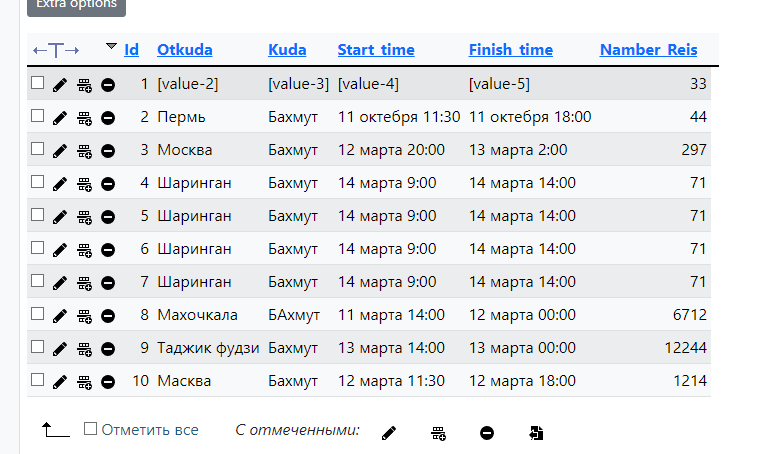 Extra options
←T→ Id Otkuda Kuda Start_time Finish_time Namber_Reis
1 [value-2] [value-3] [value-4] [value-5] 33
2 Пермь Бахмут 11 октебря 11:30 11 октебря 18:00 44
3 Москва Бахмут 12 марта 20:00 13 марта 2:00 297
4 Шаринган Бахмут 14 марта 9:00 14 марта 14:00 71
5 Шаринган Бахмут 14 марта 9:00 14 марта 14:00 71
6 Шаринган Бахмут 14 марта 9:00 14 марта 14:00 71
7 Шаринган Бахмут 14 марта 9:00 14 марта 14:00 71
8 Махочкала БАхмут 11 марта 14:00 12 марта 00:00 6712
9 Таджик фудзи Бахмут 13 марта 14:00 13 марта 00:00 12244
10 Масква Бахмут 12 марта 11:30 12 марта 18:00 1214
Отметить все С отмеченными: